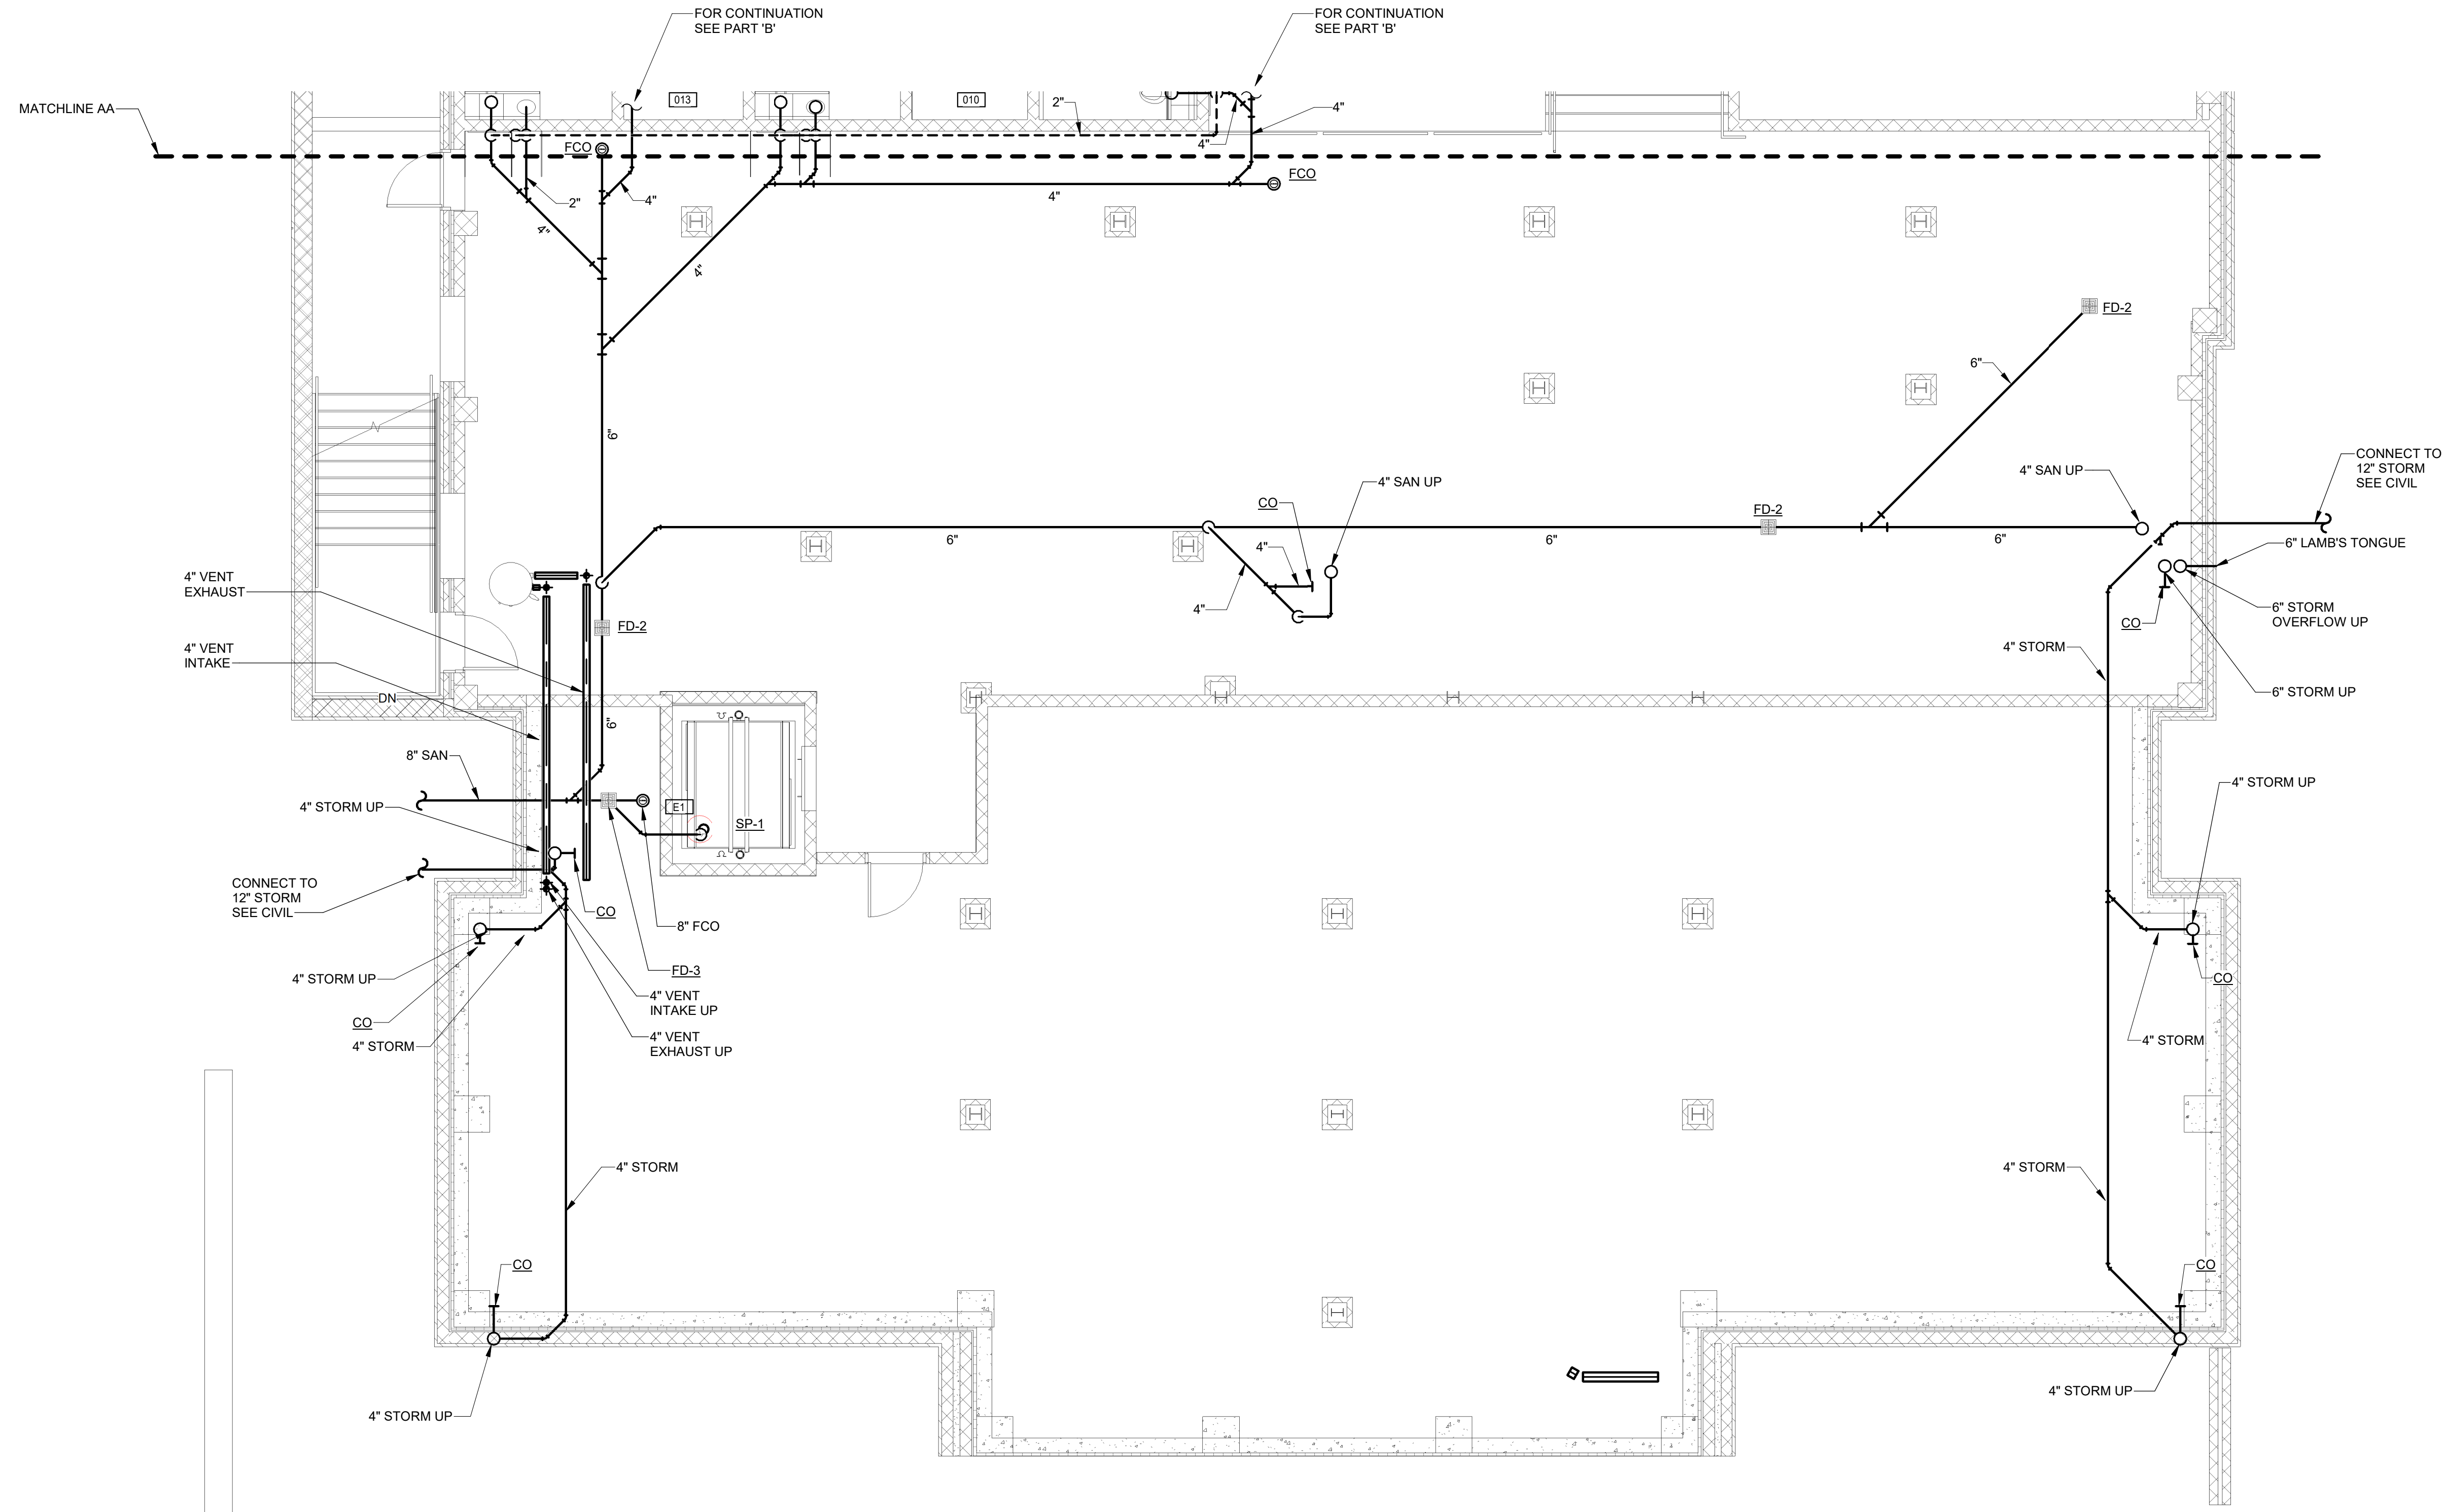 FOR CONTINUATION
SEE PART 'B'
FOR CONTINUATION
SEE PART 'B'
MATCHLINE AA
013
010
2"
4"
4"
FCO
FCO
2"
4"
4"
4"
4"
FD-2
6"
6"
4" SAN UP
4" SAN UP
CONNECT TO
12" STORM
SEE CIVIL
CO
FD-2
6"
6"
6"
6" LAMB'S TONGUE
4"
4"
4" VENT
EXHAUST
6" STORM
OVERFLOW UP
CO
FD-2
4" STORM
4" VENT
INTAKE
6" STORM UP
DN
6"
8" SAN
4" STORM UP
4" STORM UP
E1
SP-1
CONNECT TO
12" STORM
SEE CIVIL
CO
8" FCO
4" STORM UP
FD-3
CO
4" VENT
INTAKE UP
CO
4" STORM
4" VENT
EXHAUST UP
4" STORM
4" STORM
4" STORM
CO
CO
4" STORM UP
4" STORM UP